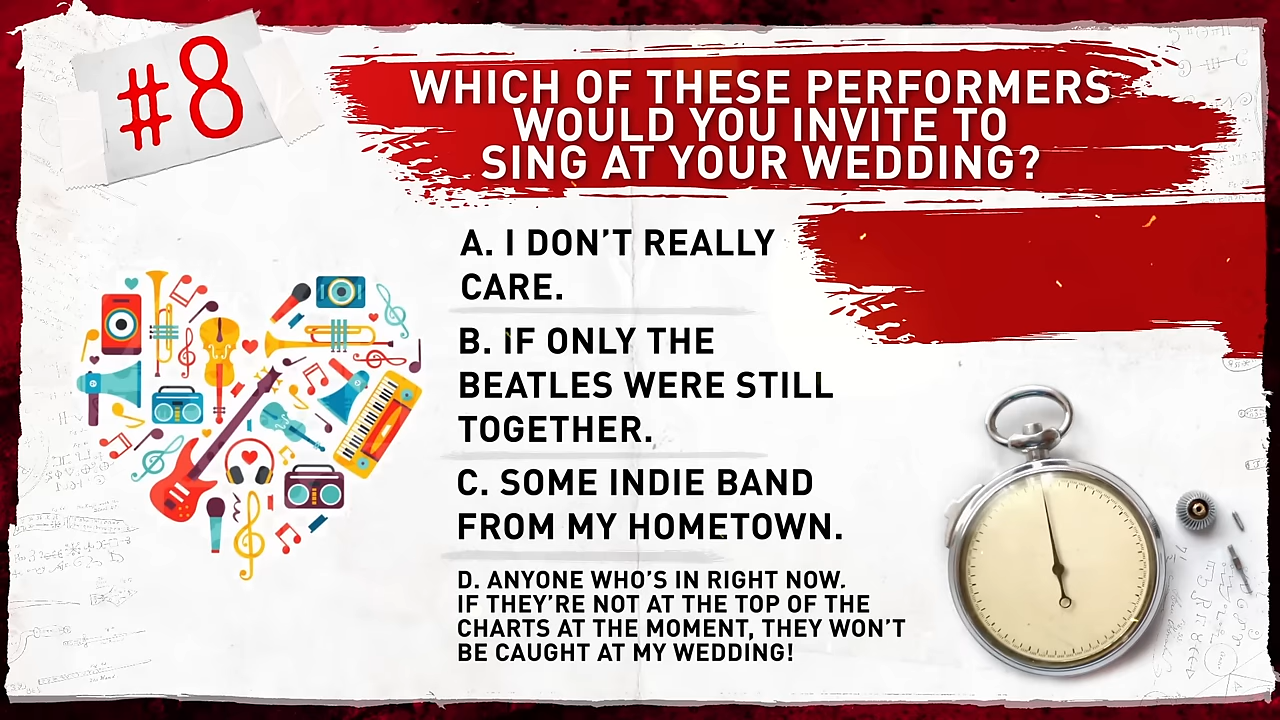 #8
WHICH OF THESE PERFORMERS
WOULD YOU INVITE TO
SING AT YOUR WEDDING?
A. I DON'T REALLY
CARE.
B. IF ONLY THE
BEATLES WERE STILL
TOGETHER.
C. SOME INDIE BAND
FROM MY HOMETOWN.
D. ANYONE WHO'S IN RIGHT NOW.
IF THEY'RE NOT AT THE TOP OF THE
CHARTS AT THE MOMENT, THEY WON'T
BE CAUGHT AT MY WEDDING!